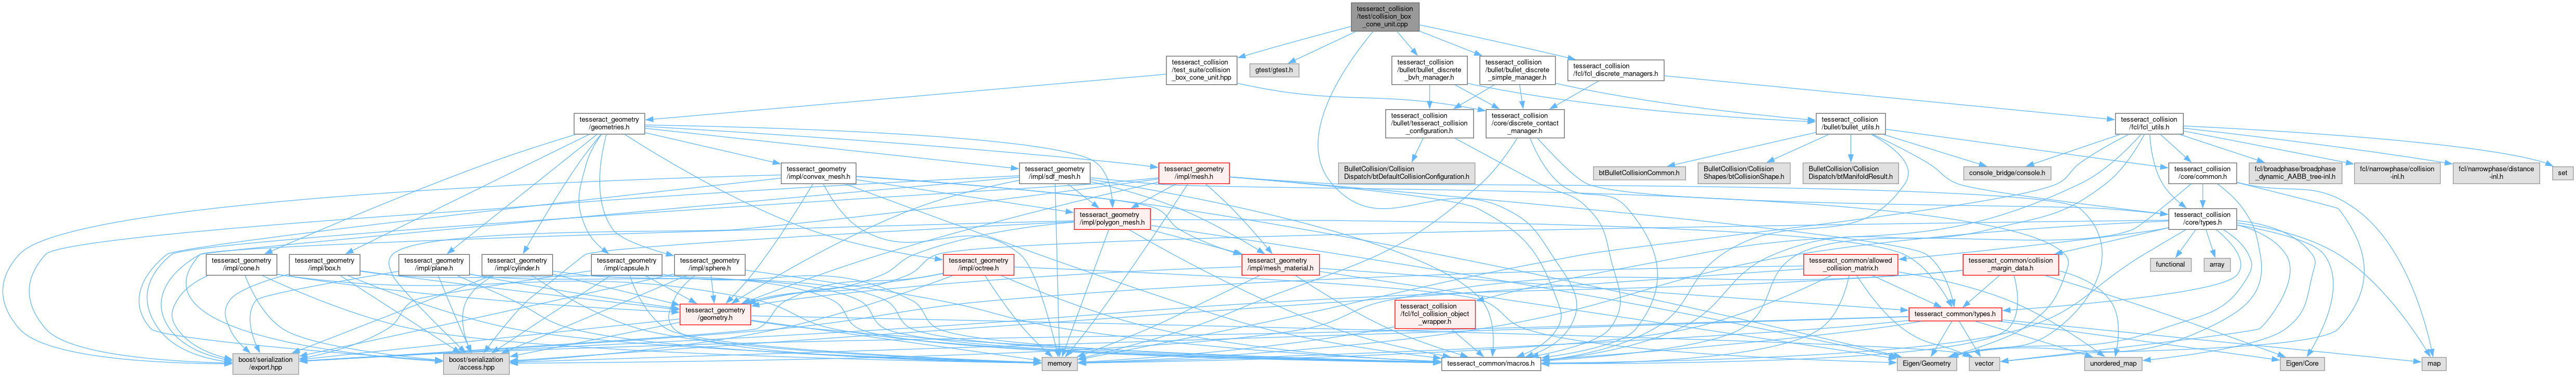 tesseract_collision
/test/collision_box
_cone_unit.cpp
tesseract_collision
/test_suite/collision
_box_cone_unit.hpp
gtest/gtest.h
tesseract_collision
/bullet/bullet_discrete
_bvh_manager.h
tesseract_collision
/bullet/bullet_discrete
_simple_manager.h
tesseract_collision
/fcl/fcl_discrete_managers.h
tesseract_geometry
/geometries.h
tesseract_collision
/bullet/tesseract_collision
_configuration.h
tesseract_collision
/core/discrete_contact
_manager.h
tesseract_collision
/bullet/bullet_utils.h
tesseract_collision
/fcl/fcl_utils.h
tesseract_geometry
/impl/convex_mesh.h
tesseract_geometry
/impl/sdf_mesh.h
tesseract_geometry
/impl/mesh.h
BulletCollision/Collision
Dispatch/btDefaultCollisionConfiguration.h
btBulletCollisionCommon.h
BulletCollision/Collision
Shapes/btCollisionShape.h
BulletCollision/Collision
Dispatch/btManifoldResult.h
console_bridge/console.h
tesseract_collision
/core/common.h
fcl/broadphase/broadphase
_dynamic_AABB_tree-inl.h
fcl/narrowphase/collision
-inl.h
fcl/narrowphase/distance
-inl.h
set
tesseract_geometry
/impl/polygon_mesh.h
tesseract_collision
/core/types.h
tesseract_geometry
/impl/cone.h
tesseract_geometry
/impl/box.h
tesseract_geometry
/impl/plane.h
tesseract_geometry
/impl/cylinder.h
tesseract_geometry
/impl/capsule.h
tesseract_geometry
/impl/sphere.h
tesseract_geometry
/impl/octree.h
tesseract_geometry
/impl/mesh_material.h
tesseract_common/allowed
_collision_matrix.h
tesseract_common/collision
_margin_data.h
functional
array
tesseract_geometry
/geometry.h
tesseract_collision
/fcl/fcl_collision_object
_wrapper.h
tesseract_common/types.h
boost/serialization
/export.hpp
boost/serialization
/access.hpp
memory
tesseract_common/macros.h
Eigen/Geometry
vector
unordered_map
Eigen/Core
map